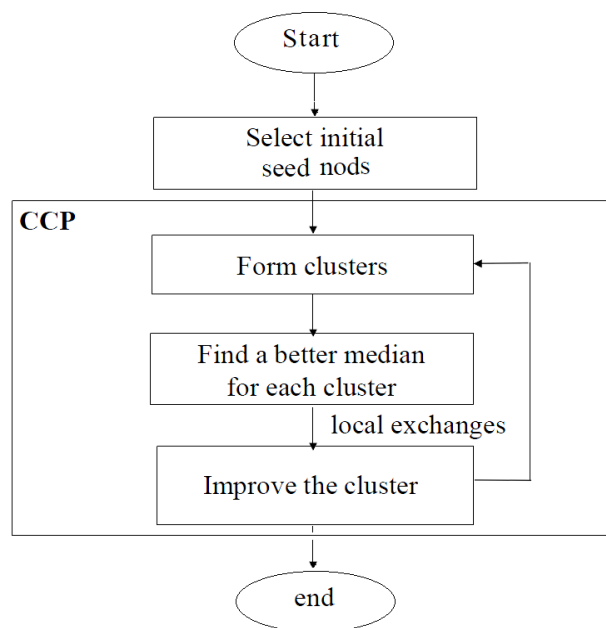 Start
Select initial
seed nods
CCP
Form clusters
Find a better median
for each cluster
local exchanges
Improve the cluster
end